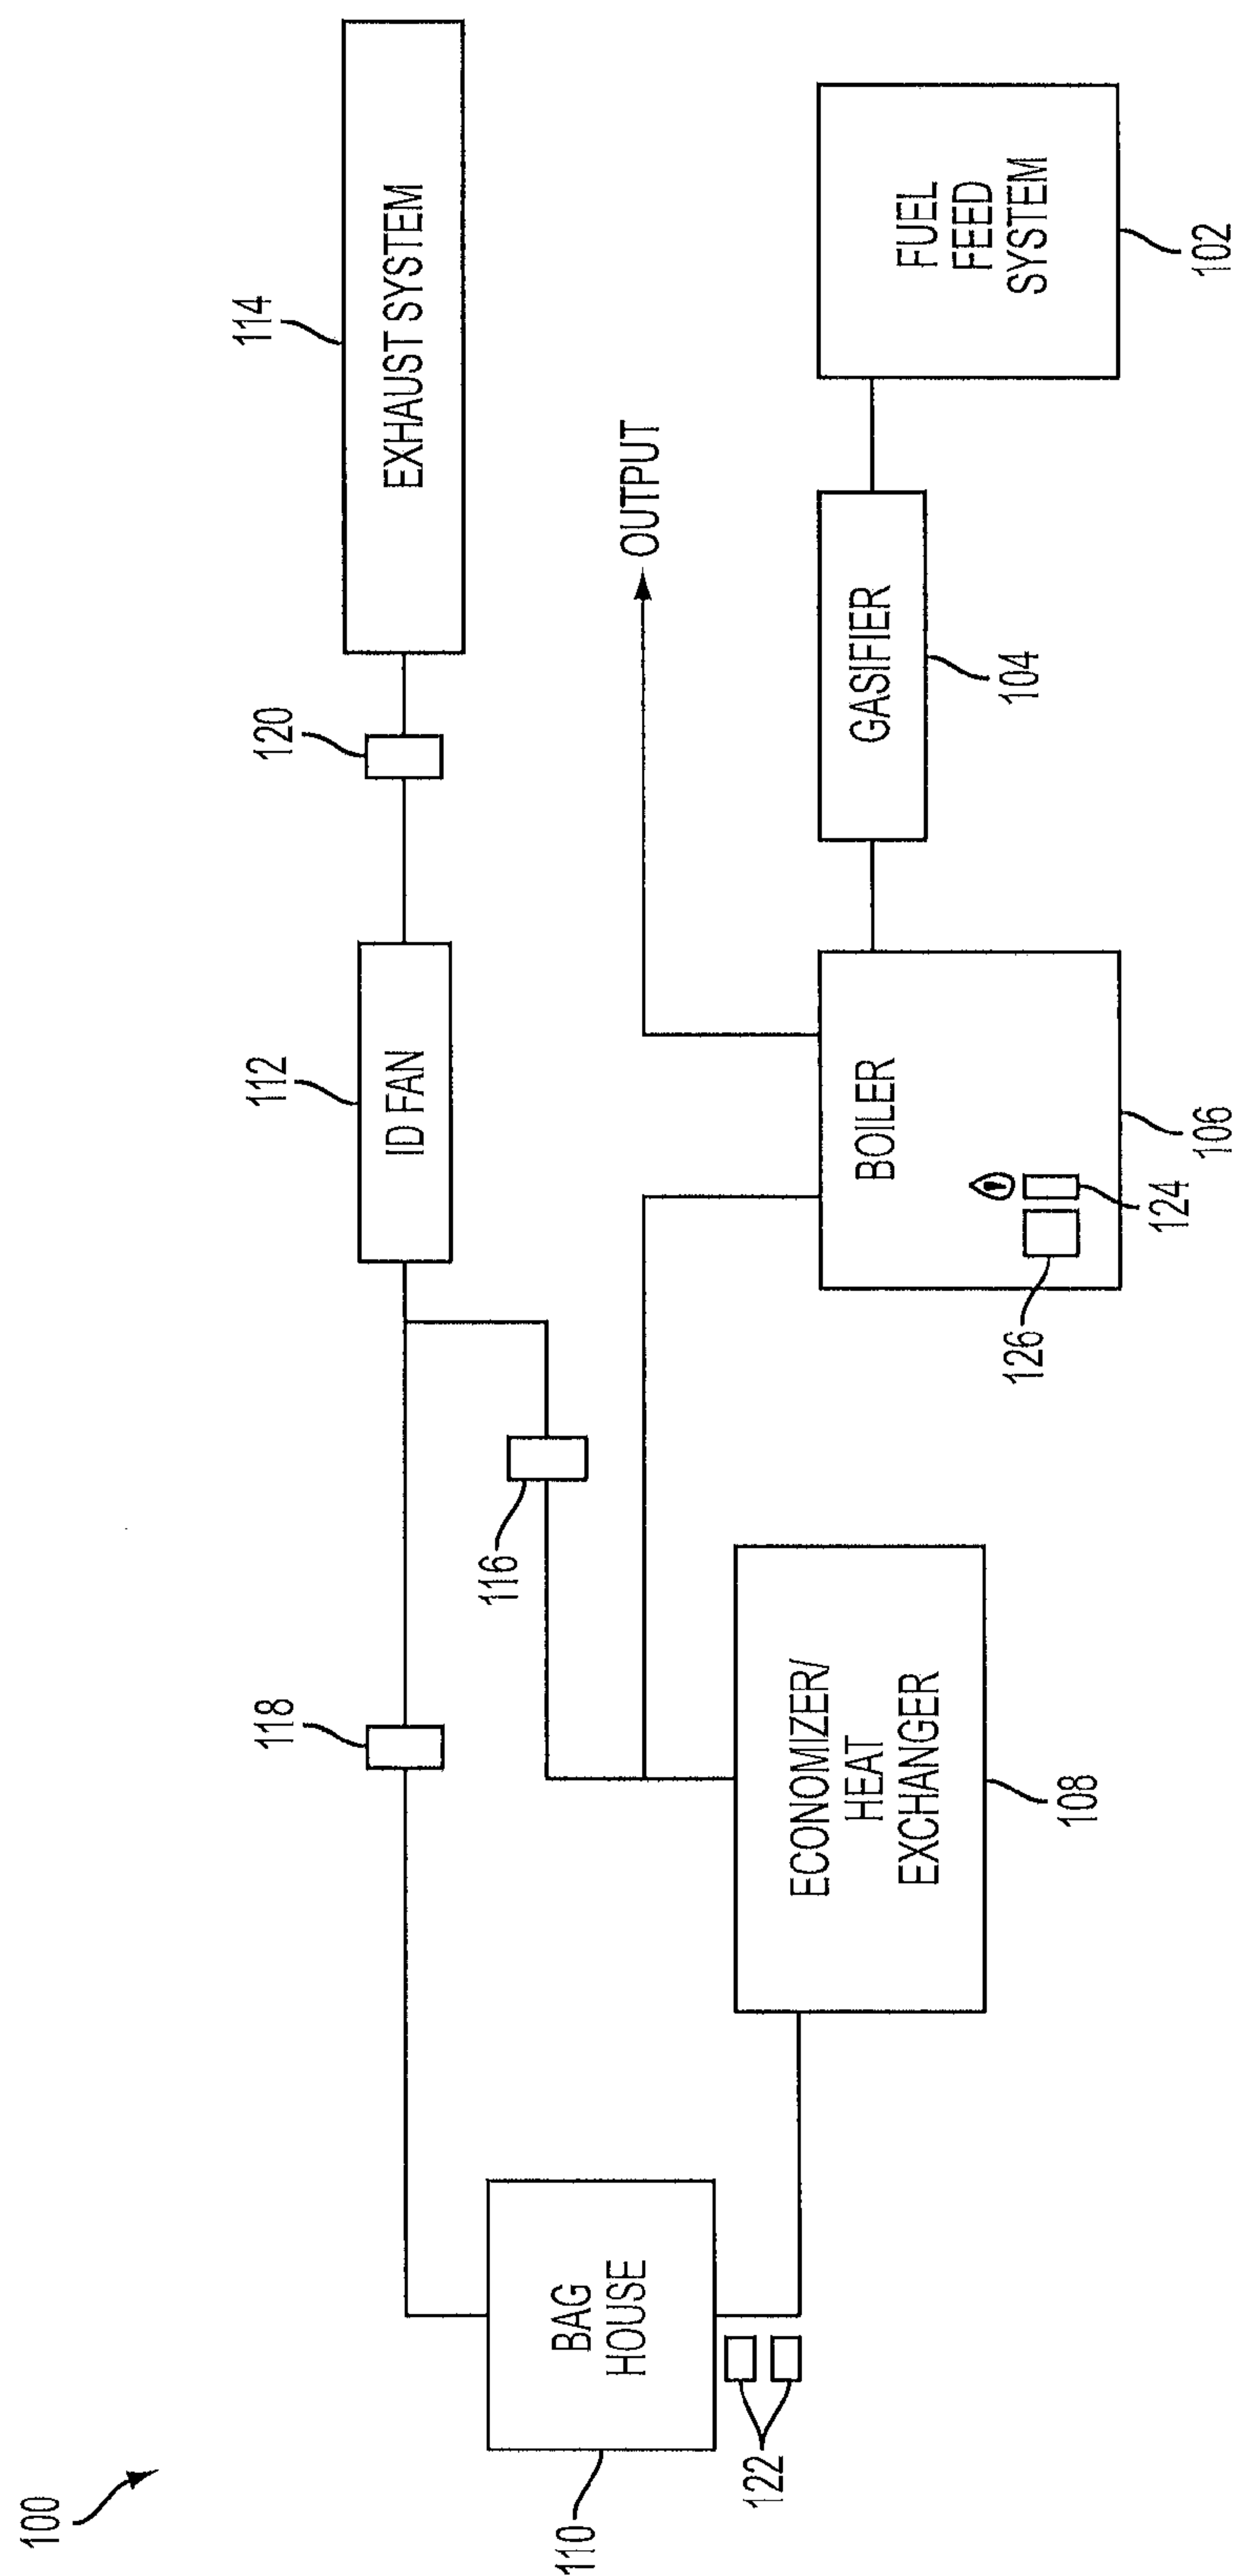 100
110
BAG
HOUSE
122
118
116
ECONOMIZER/
HEAT
EXCHANGER
108
112
ID FAN
126
124
BOILER
106
120
114
EXHAUST SYSTEM
OUTPUT
GASIFIER
104
FUEL
FEED
SYSTEM
102